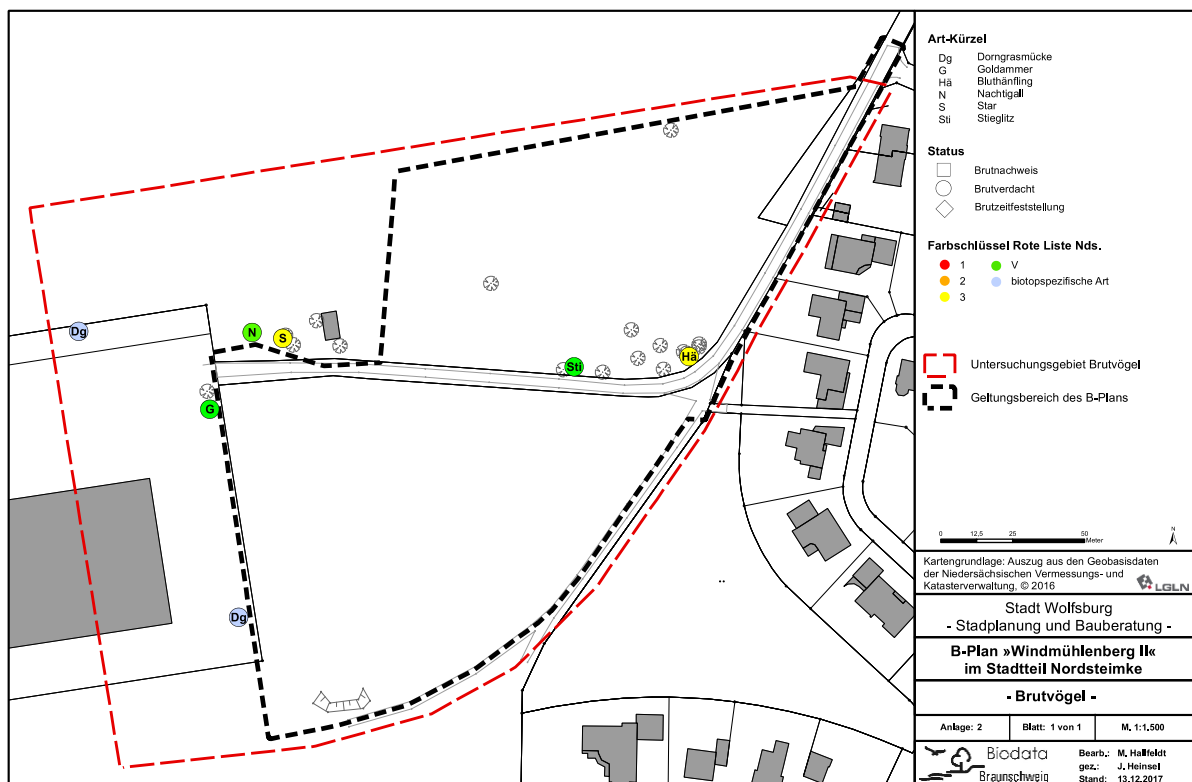 Dg
N
S
Sti
Hä
G
Dg
Art-Kürzel
Dg Dorngrasmücke
G Goldammer
Hä Bluthänfling
N Nachtigall
S Star
Sti Stieglitz
Status
Brutnachweis
Brutverdacht
Brutzeitfeststellung
Farbschlüssel Rote Liste Nds.
1 V
2 biotopspezifische Art
3
Untersuchungsgebiet Brutvögel
Geltungsbereich des B-Plans
0 12,5 25 50
Meter
N
Kartengrundlage: Auszug aus den Geobasisdaten
der Niedersächsischen Vermessungs- und
Katasterverwaltung, © 2016
LGLN
Stadt Wolfsburg
- Stadplanung und Bauberatung -
B-Plan »Windmühlenberg II«
im Stadtteil Nordsteimke
- Brutvögel -
Anlage: 2 Blatt: 1 von 1 M. 1:1.500
Biodata
Braunschweig
Bearb.: M. Hallfeldt
gez.: J. Heinsel
Stand: 13.12.2017